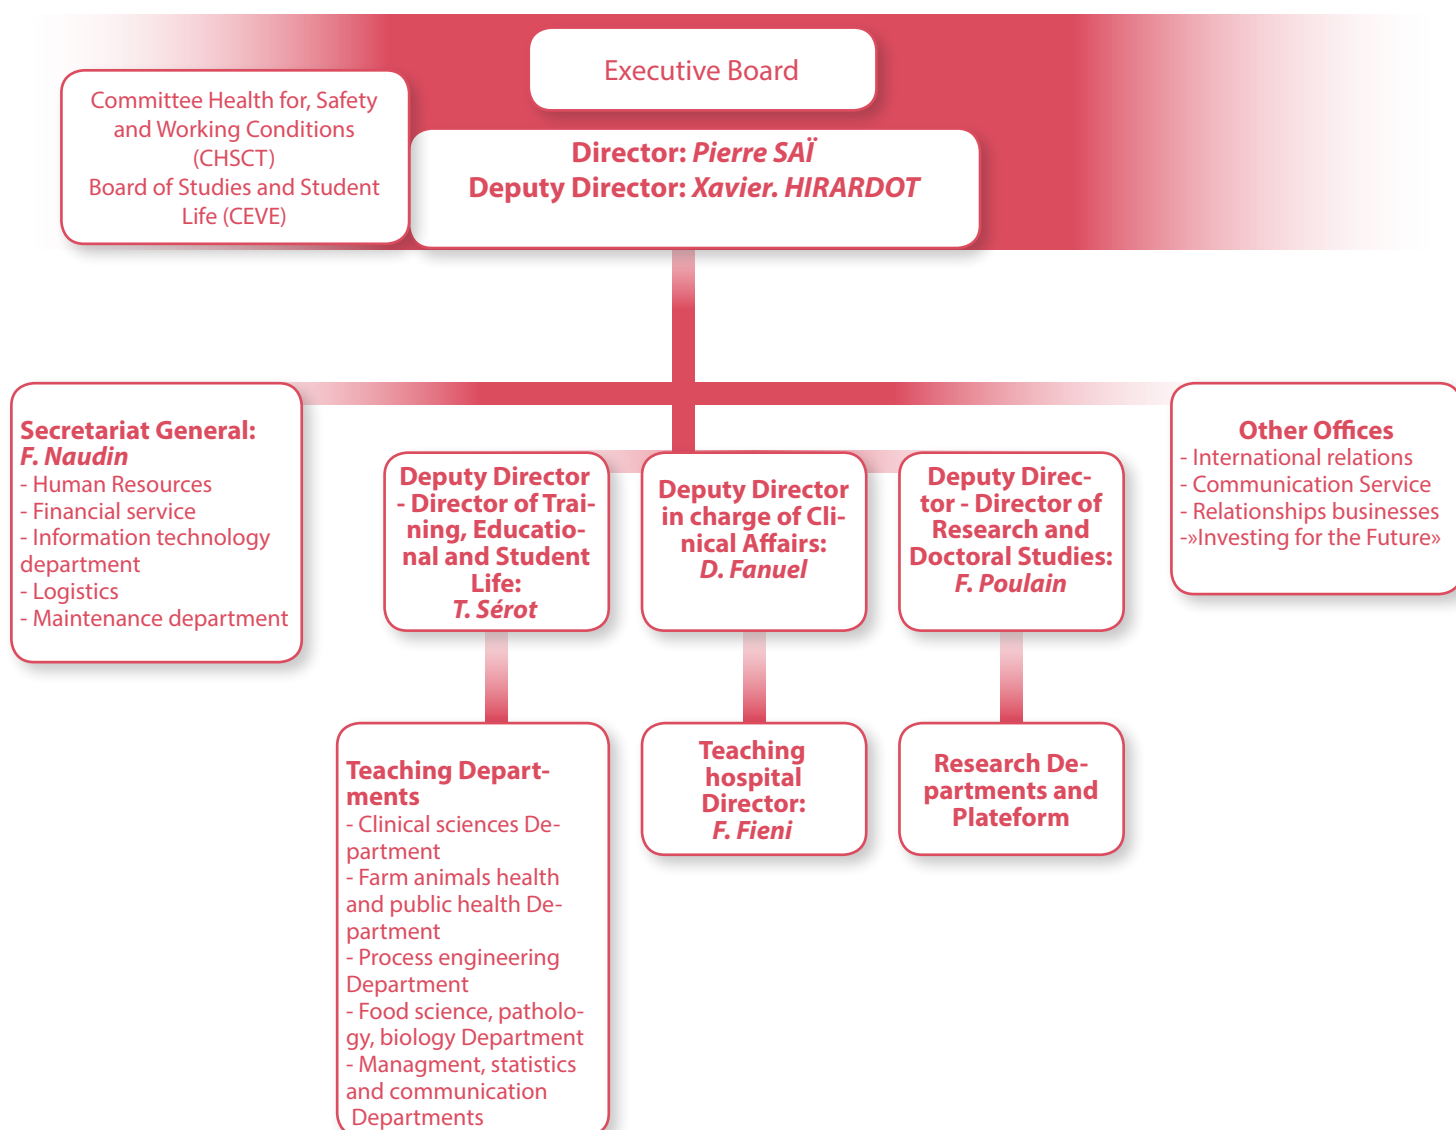 Executive Board
Committee Health for, Safety
and Working Conditions
(CHSCT)
Board of Studies and Student
Life (CEVE)
Director: Pierre SAÏ
Deputy Director: Xavier. HIRARDOT
Secretariat General:
F. Naudin
- Human Resources
- Financial service
- Information technology
department
- Logistics
- Maintenance department
Deputy Director
- Director of Trai-
ning, Educatio-
nal and Student
Life:
T. Sérot
Deputy Director
in charge of Cli-
nical Affairs:
D. Fanuel
Deputy Direc-
tor - Director of
Research and
Doctoral Studies:
F. Poulain
Other Offices
- International relations
- Communication Service
- Relationships businesses
-»Investing for the Future»
Teaching Depart-
ments
- Clinical sciences De-
partment
- Farm animals health
and public health De-
partment
- Process engineering
Department
- Food science, patholo-
gy, biology Department
- Managment, statistics
and communication
Departments
Teaching
hospital
Director:
F. Fieni
Research De-
partments and
Plateform